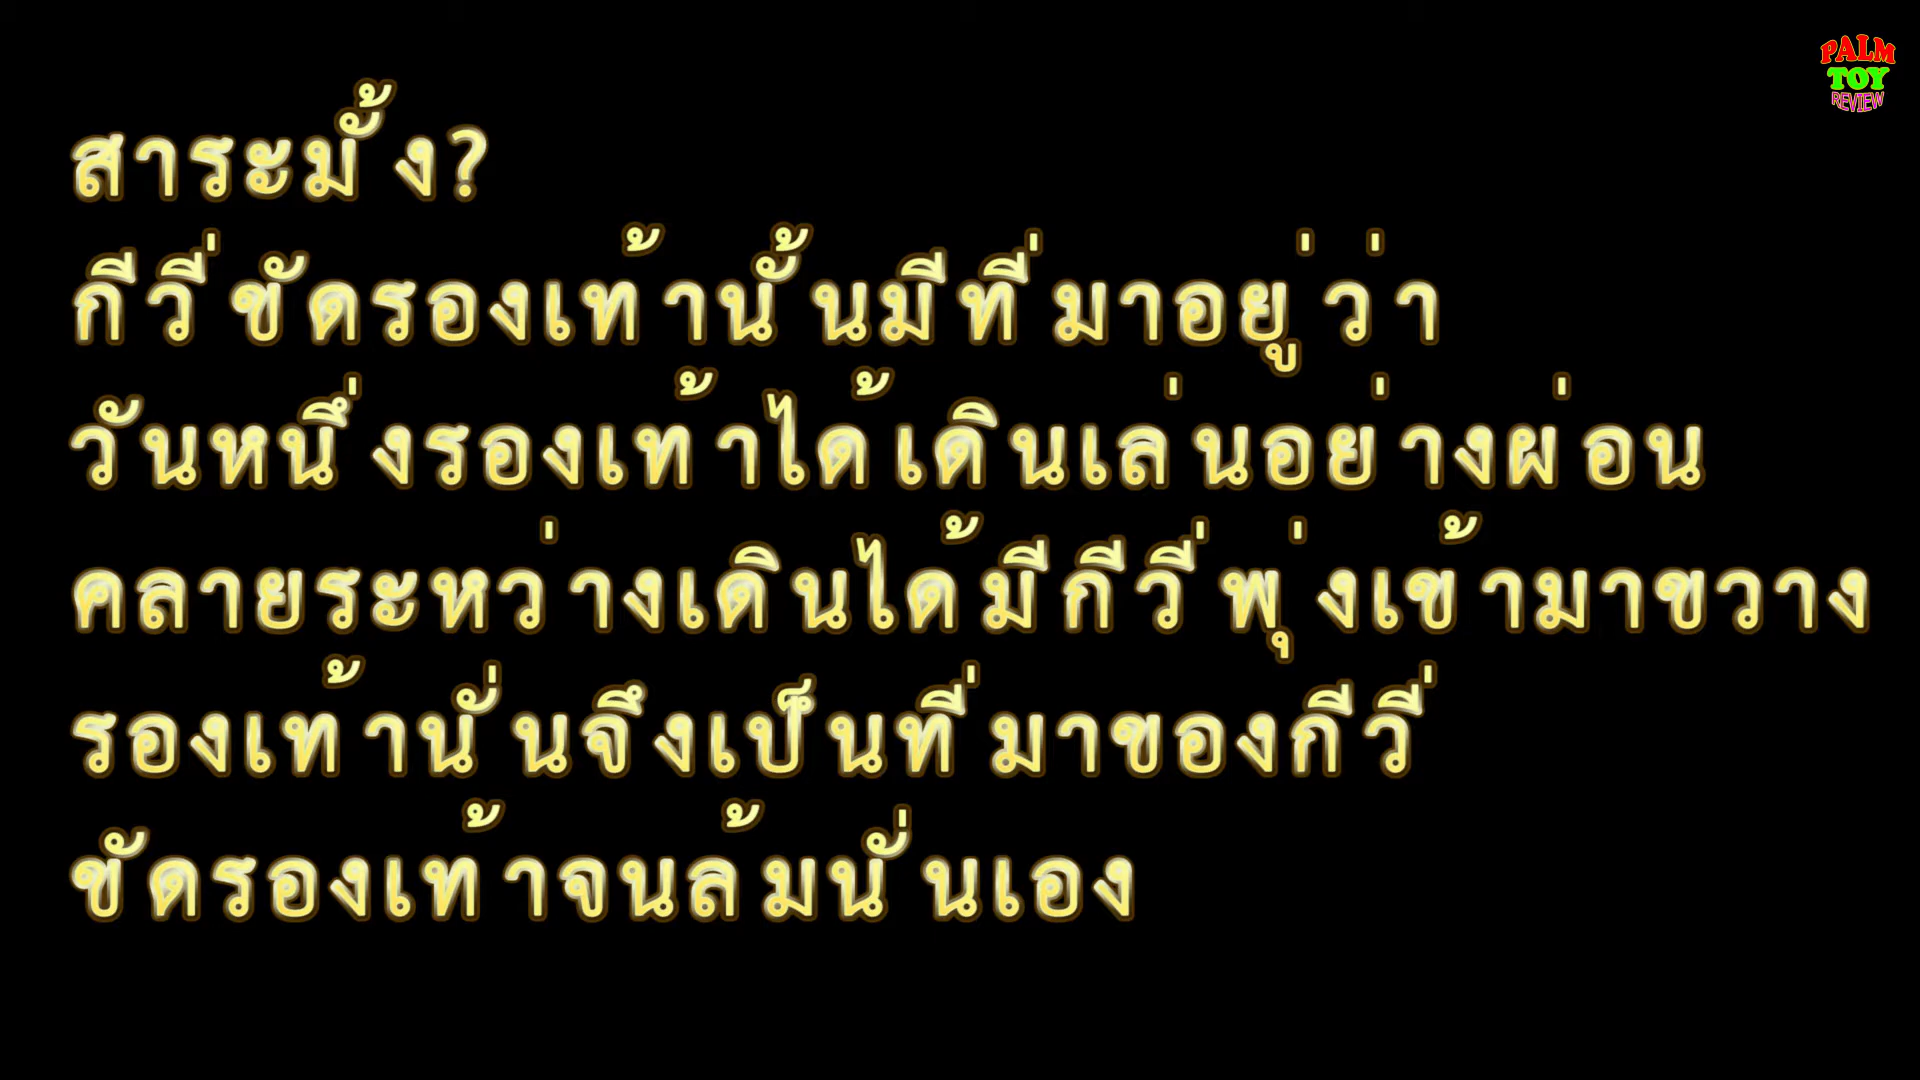 PALM
TOY
REVIEW
สาระมั้ง?
กีวี่ขัดรองเท้านั้นมีที่มาอยู่ว่า
วันหนึ่งรองเท้าได้เดินเล่นอย่างผ่อน
คลายระหว่างเดินได้มีกีวี่พุ่งเข้ามาขวาง
รองเท้านั่นจึงเป็นที่มาของกีวี่
ขัดรองเท้าจนล้มนั่นเอง